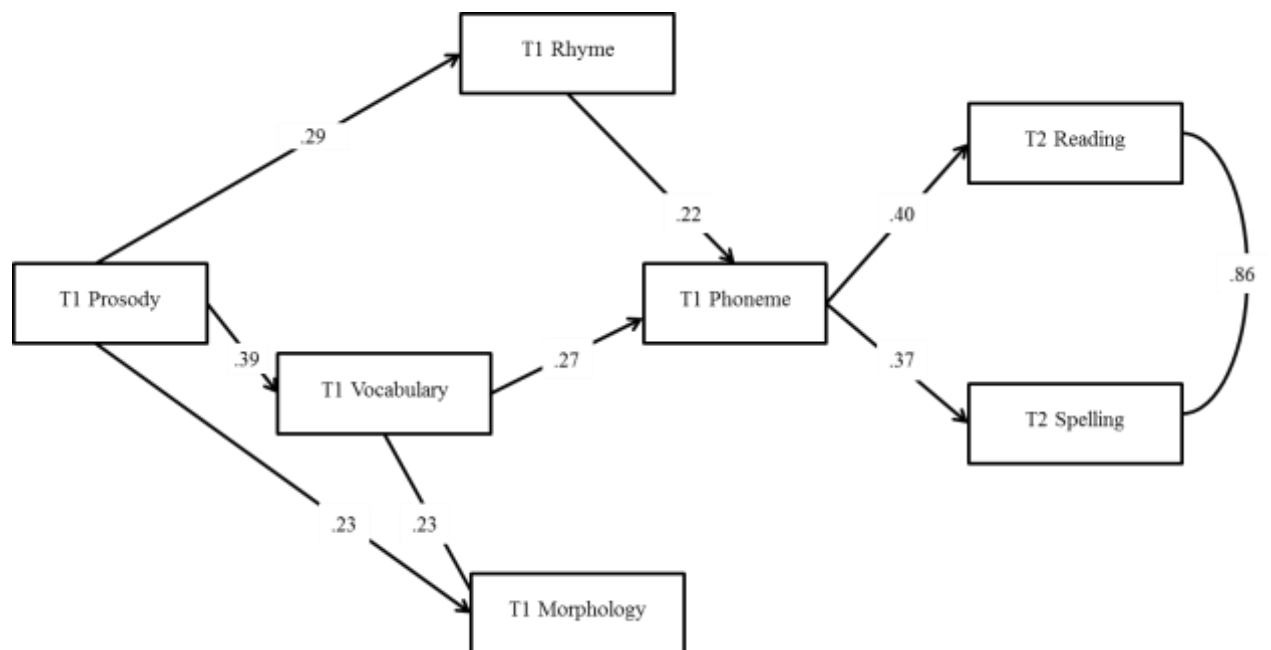 T1 Rhyme
T2 Reading
.29
.22
.40
T1 Prosody
T1 Phoneme
.86
.39
T1 Vocabulary
.27
.37
T2 Spelling
.23
.23
T1 Morphology